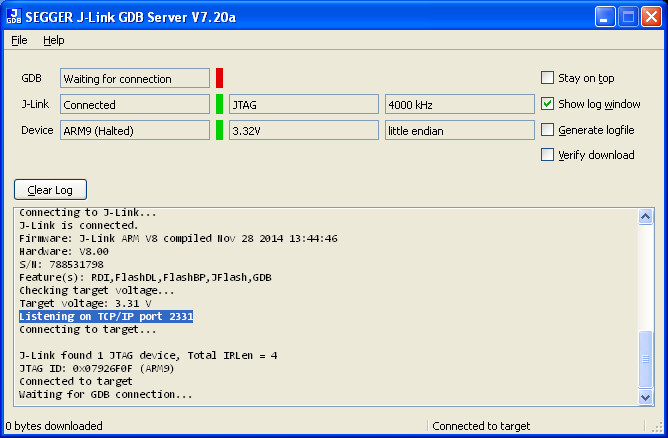 SEGGER J-Link GDB Server V7.20a
File Help
GDB Waiting for connection Stay on top
J-Link Connected JTAG 4000 kHz Show log window
Device ARM9 (Halted) 3.32V little endian Generate logfile
Verify download
Clear Log
Connecting to J-Link...
J-Link is connected.
Firmware: J-Link ARM V8 compiled Nov 28 2014 13:44:46
Hardware: V8.00
S/N: 788531798
Feature(s): RDI,FlashDL,FlashBP,JFlash,GDB
Checking target voltage...
Target voltage: 3.31 V
Listening on TCP/IP port 2331
Connecting to target...
J-Link found 1 JTAG device, Total IRLen = 4
JTAG ID: 0x07926F0F (ARM9)
Connected to target
Waiting for GDB connection...
0 bytes downloaded Connected to target